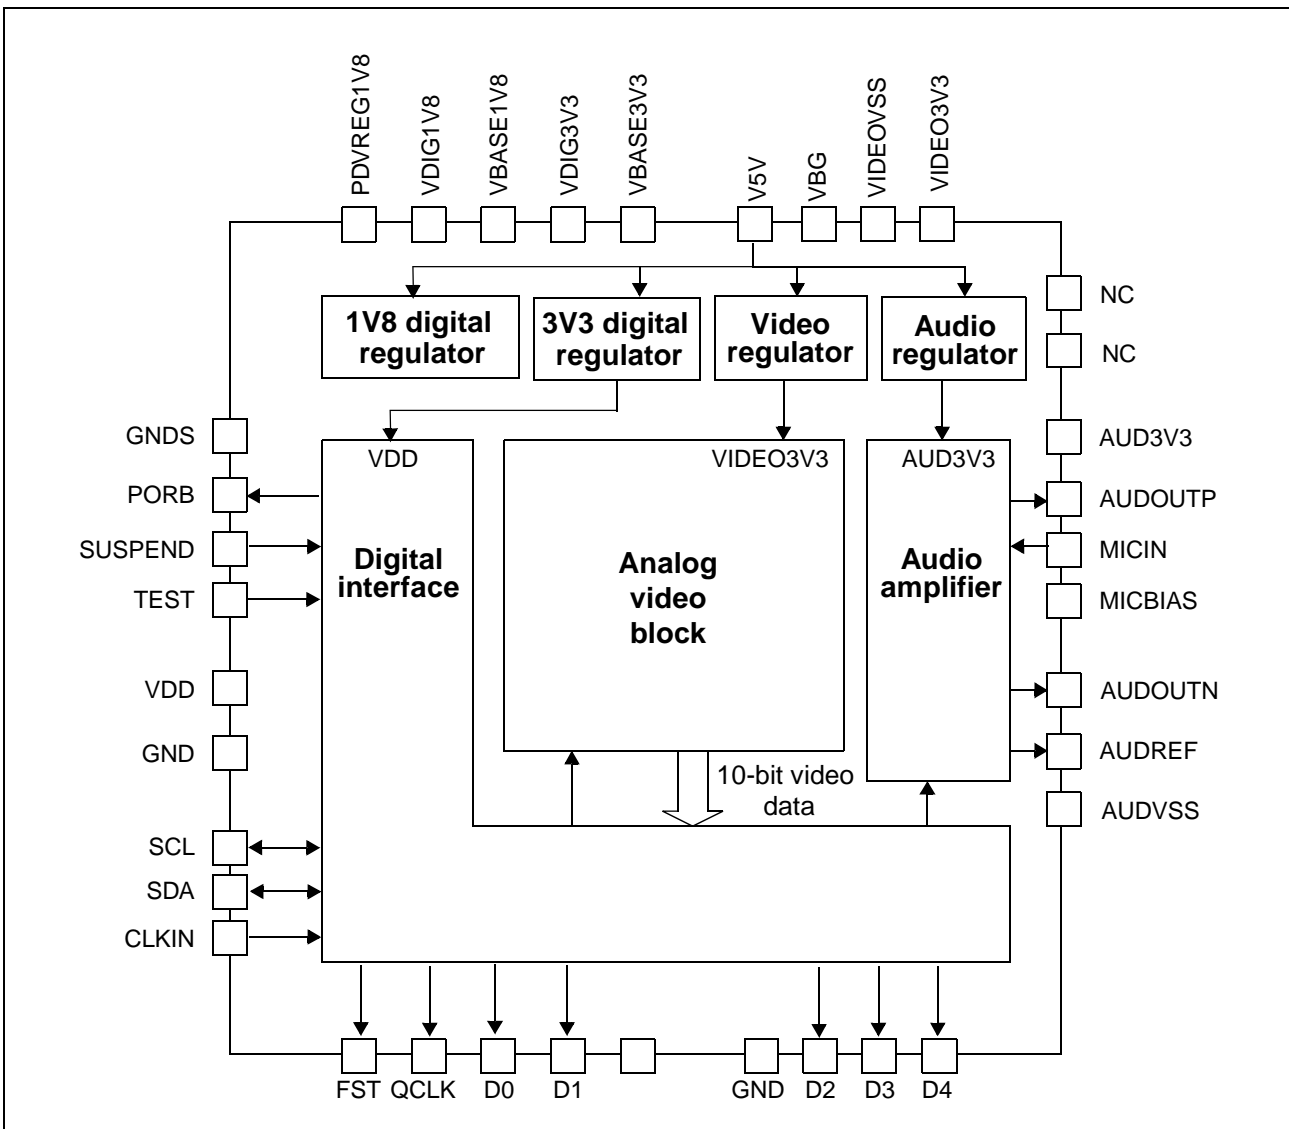 PDVREG1V8
VDIG1V8
VBASE1V8
VDIG3V3
VBASE3V3
V5V
VBG
VIDEOVSS
VIDEO3V3
1V8 digital
regulator
3V3 digital
regulator
Video
regulator
Audio
regulator
NC
NC
GNDS
PORB
SUSPEND
TEST
VDD
GND
SCL
SDA
CLKIN
VDD
Digital
interface
VIDEO3V3
Analog
video
block
AUD3V3
Audio
amplifier
10-bit video
data
AUD3V3
AUDOUTP
MICIN
MICBIAS
AUDOUTN
AUDREF
AUDVSS
FST
QCLK
D0
D1
GND
D2
D3
D4